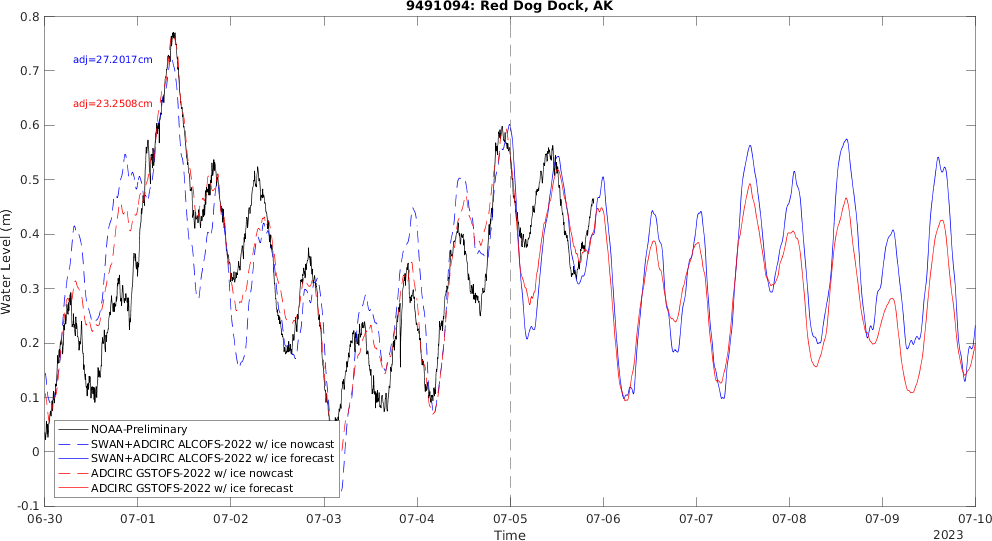 9491094: Red Dog Dock, AK
0.8
0.7
0.6
0.5
0.4
0.3
0.2
0.1
0
-0.1
Water Level (m)
adj=27.2017cm
adj=23.2508cm
NOAA-Preliminary
SWAN+ADCIRC ALCOFS-2022 w/ ice nowcast
SWAN+ADCIRC ALCOFS-2022 w/ ice forecast
ADCIRC GSTOFS-2022 w/ ice nowcast
ADCIRC GSTOFS-2022 w/ ice forecast
06-30 07-01 07-02 07-03 07-04 07-05 07-06 07-07 07-08 07-09 07-10
Time
2023